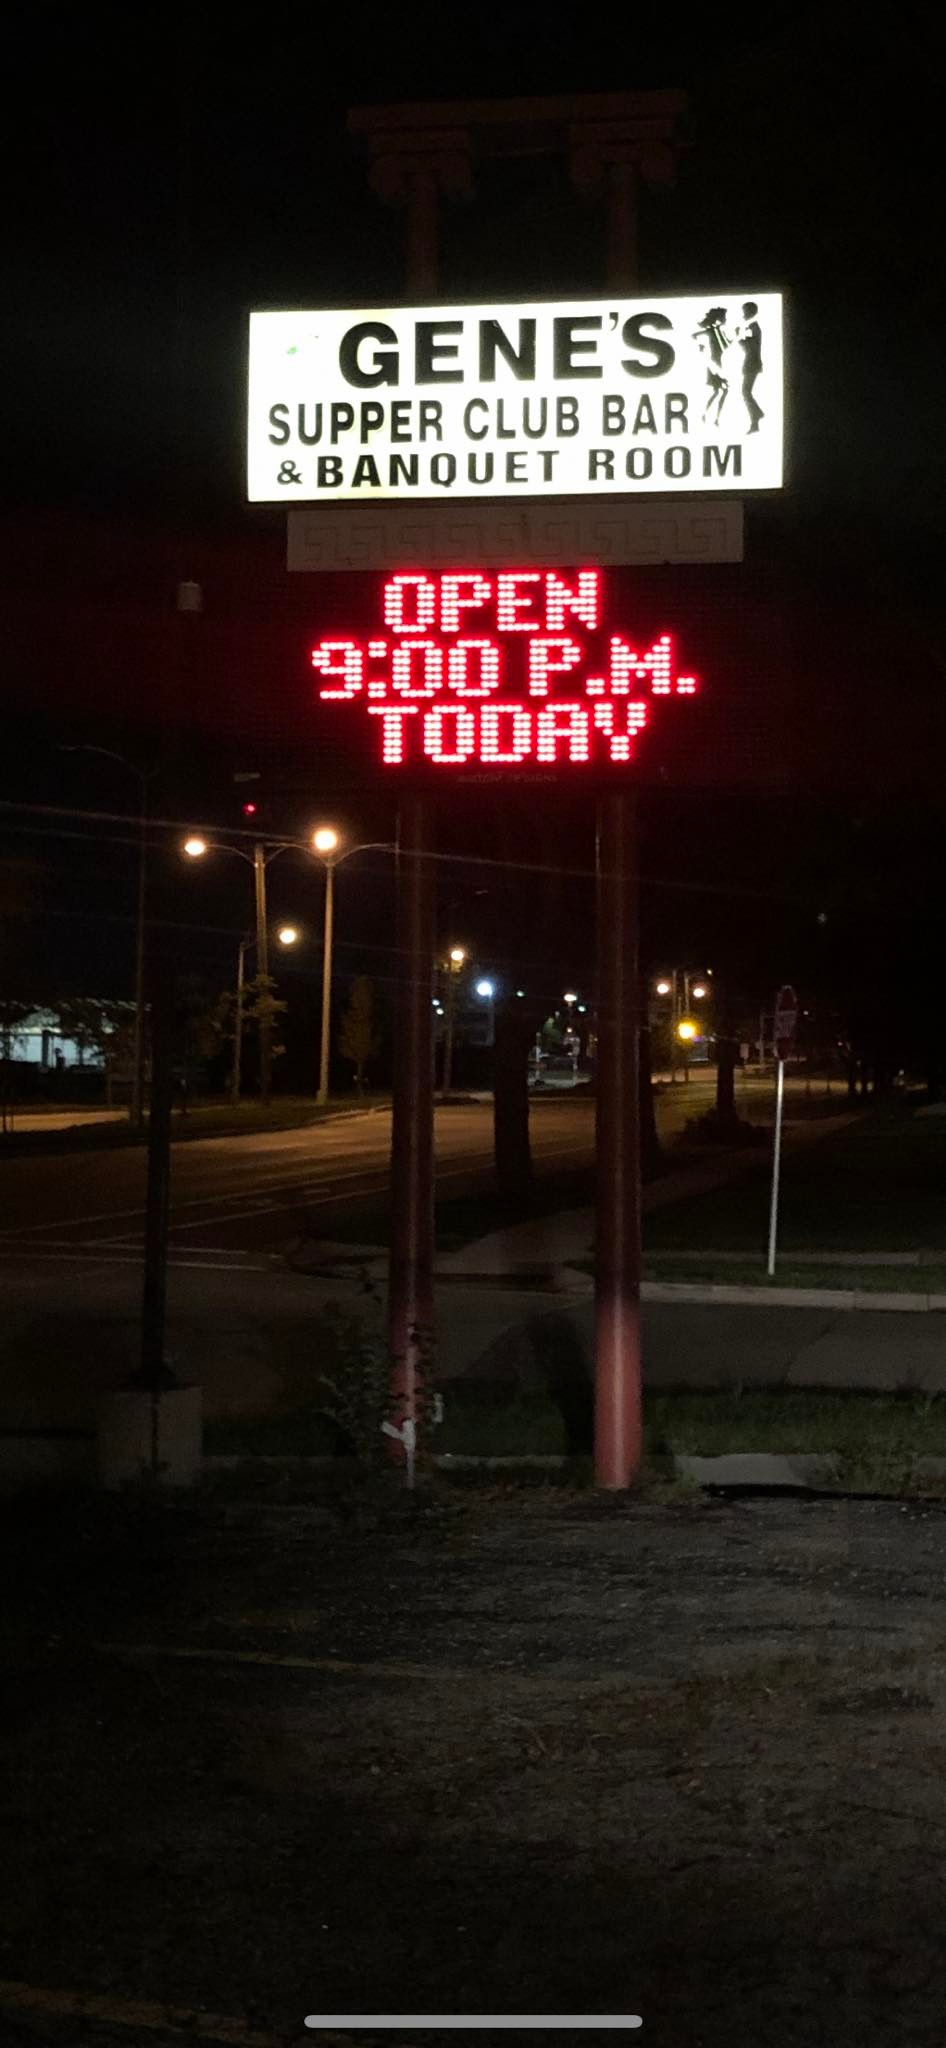 GENE'S
SUPPER CLUB BAR
& BANQUET ROOM
OPEN
9:00 P.M.
TODAY